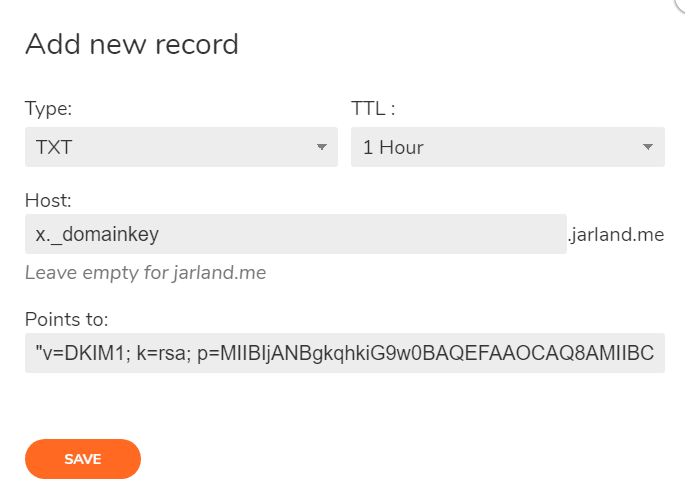 Add new record
Type: TTL :
TXT 1 Hour
Host:
x._domainkey .jarland.me
Leave empty for jarland.me
Points to:
"v=DKIM1; k=rsa; p=MIIBIjANBgkqhkiG9w0BAQEFAAOCAQ8AMIIBC
SAVE